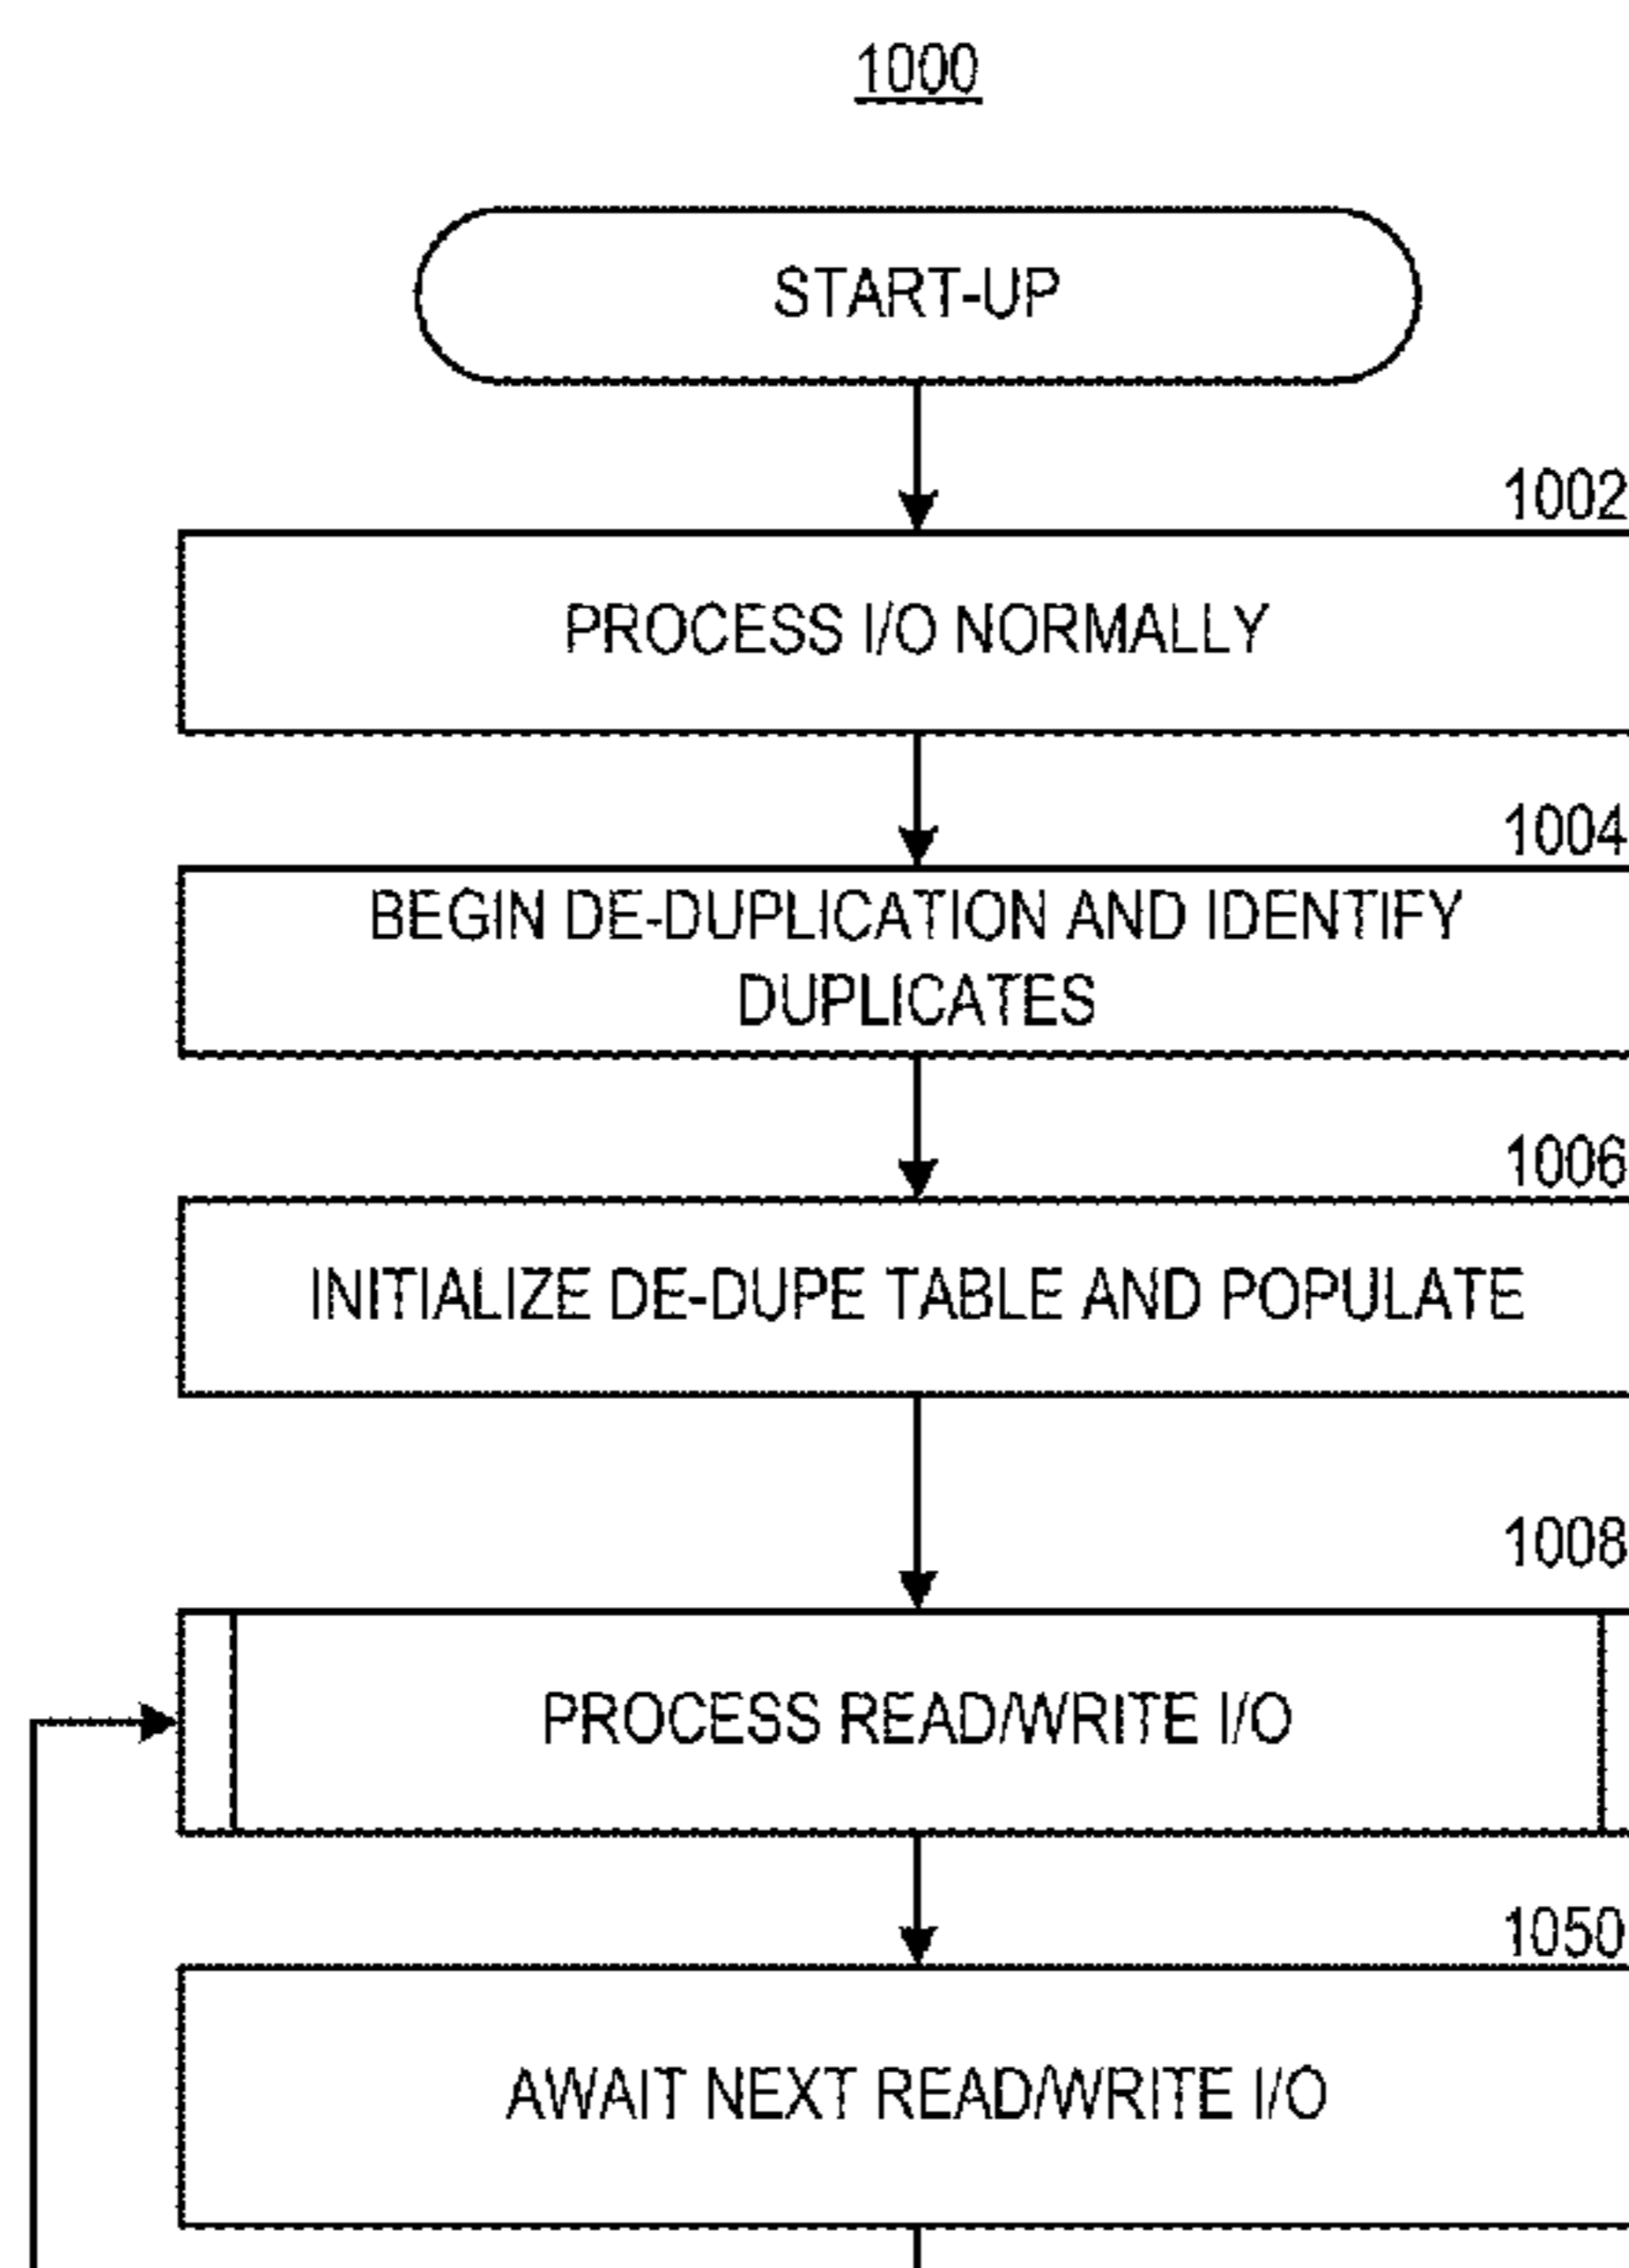 1000
START-UP
1002
PROCESS I/O NORMALLY
1004
BEGIN DE-DUPLICATION AND IDENTIFY
DUPLICATES
1006
INITIALIZE DE-DUPE TABLE AND POPULATE
1008
PROCESS READ/WRITE I/O
1050
AWAIT NEXT READ/WRITE I/O